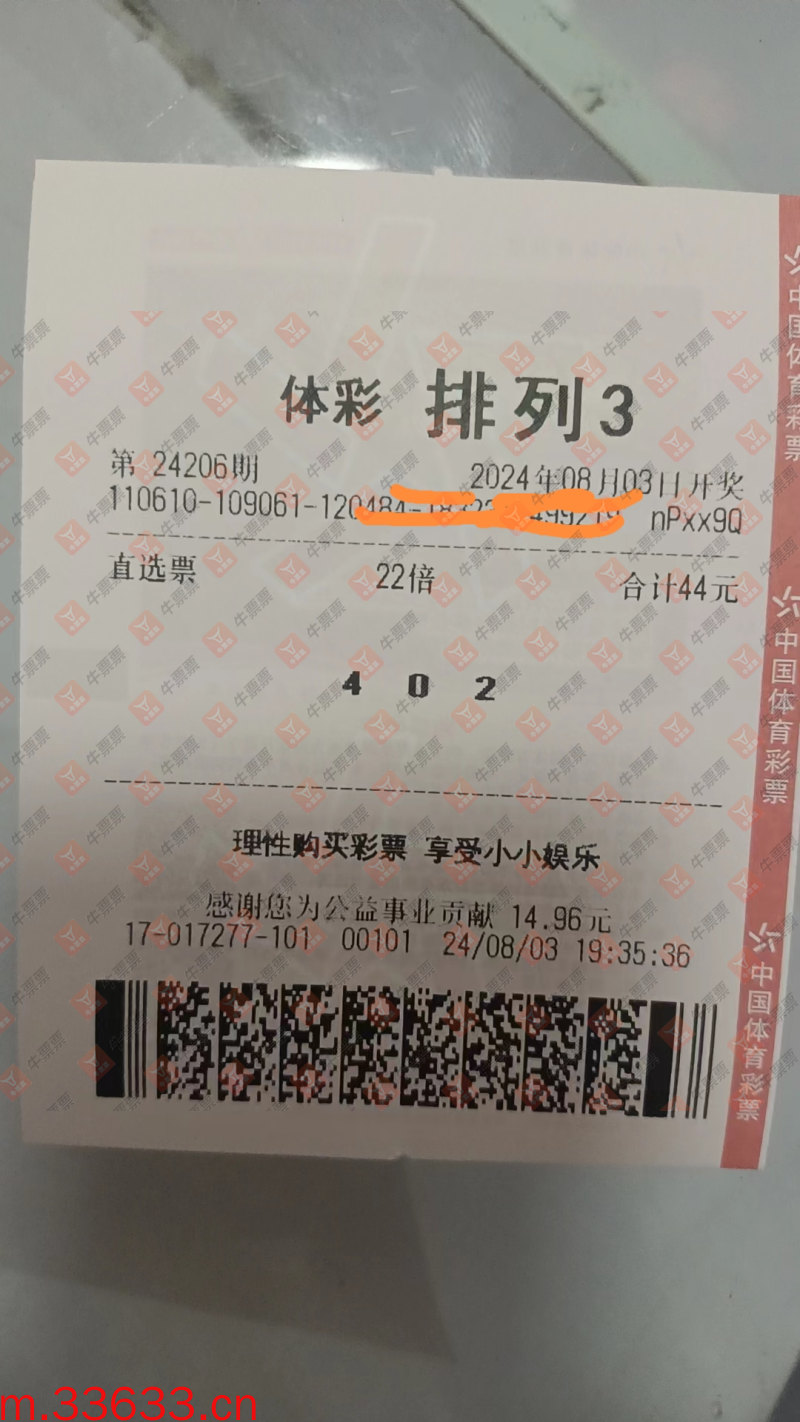 体彩 排列3
第 24206期 2024年08月03日开奖
110610-109061-120484- nPxx9Q
直选票 22倍 合计44元
4 0 2
理性购买彩票 享受小小娱乐
感谢您为公益事业贡献 14.96元
17-017277-101 00101 24/08/03 19:35:36
中国体育彩票
中国体育彩票
中国体育彩票
牛票票
m.33633.cn